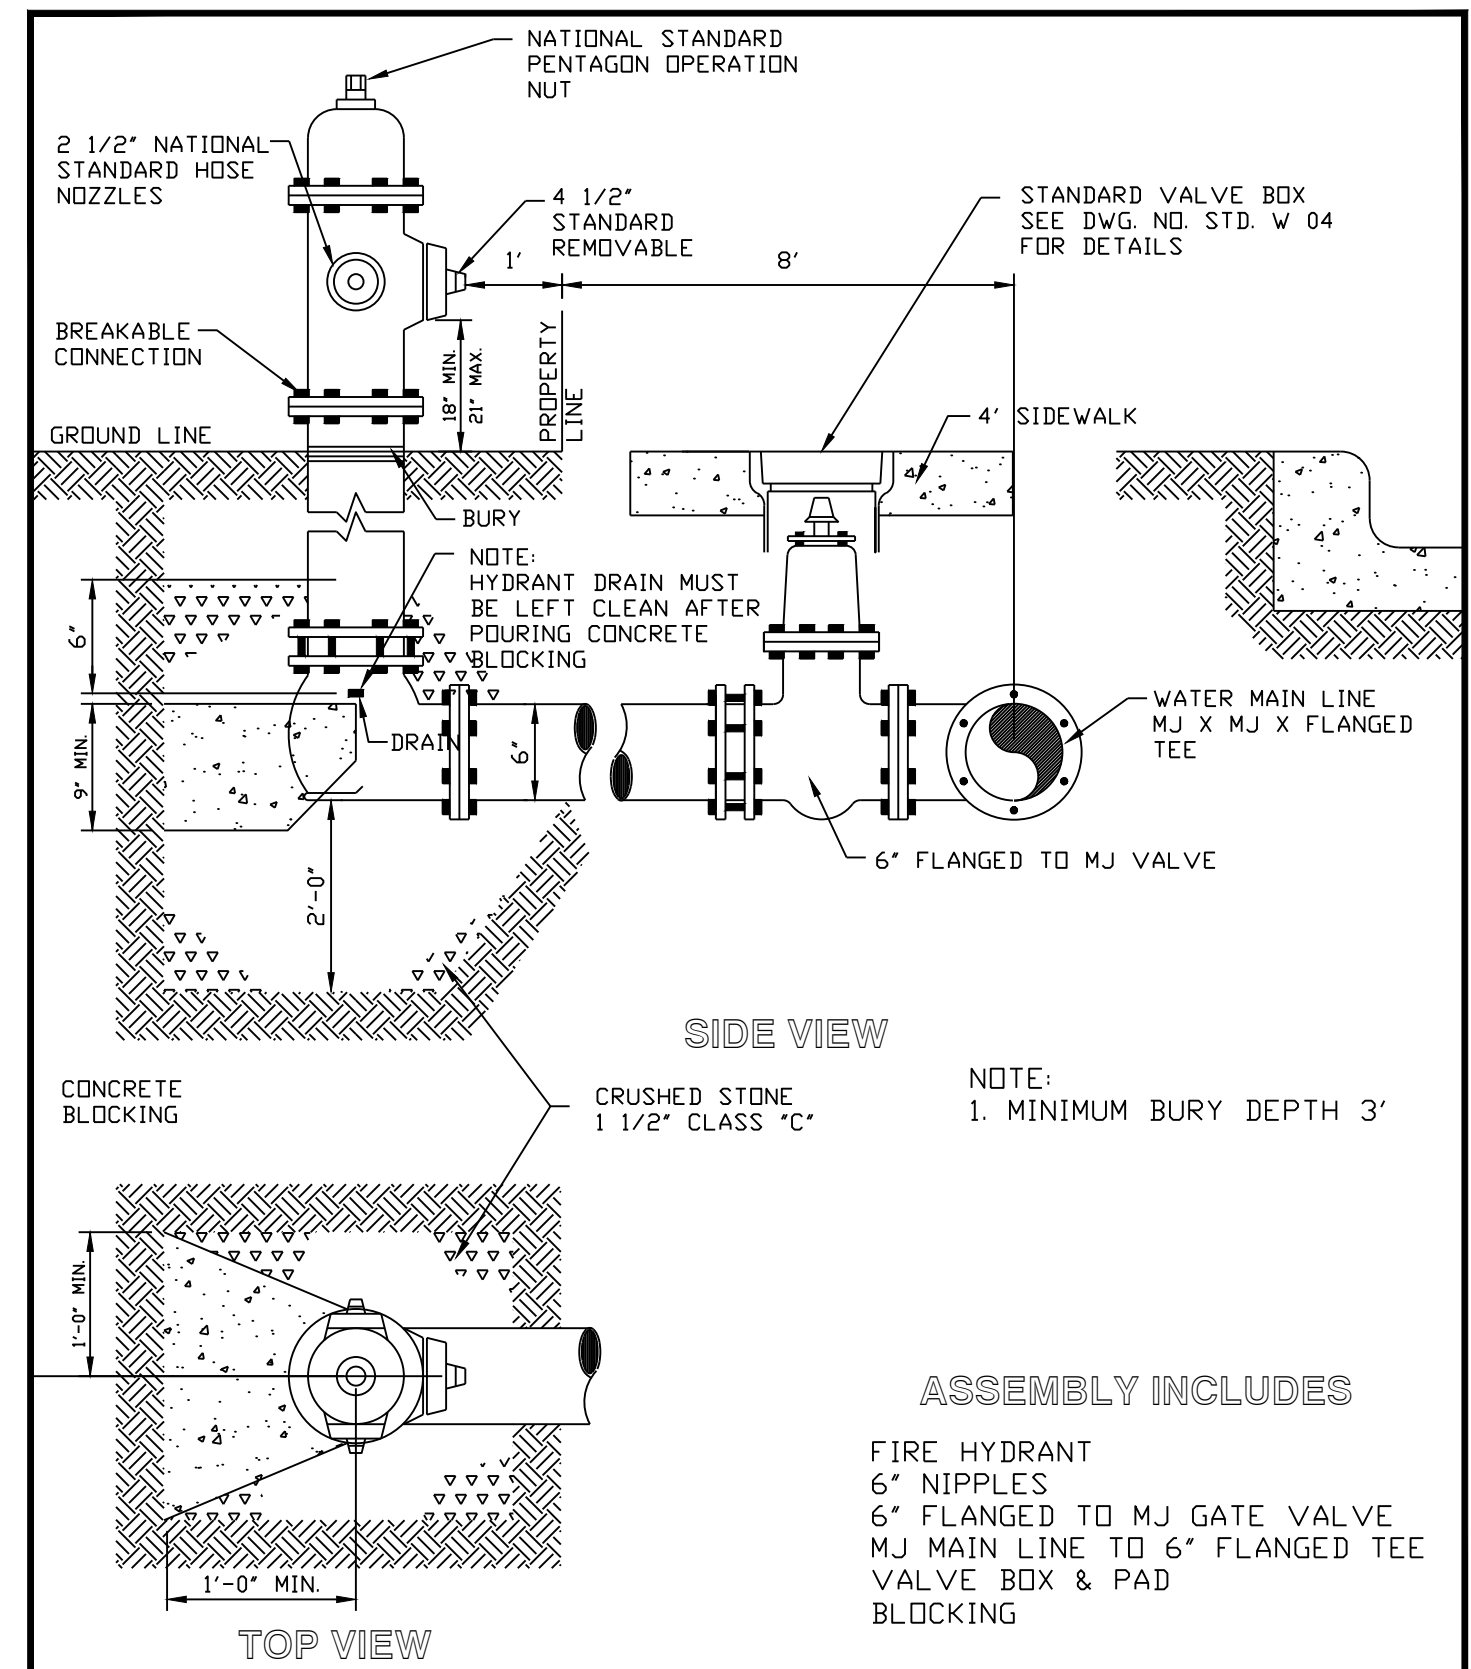 NATIONAL STANDARD
PENTAGON OPERATION
NUT
2 1/2" NATIONAL
STANDARD HOSE
NOZZLES
4 1/2"
STANDARD
REMOVABLE
1'
8'
STANDARD VALVE BOX
SEE DWG. NO. STD. W 04
FOR DETAILS
BREAKABLE
CONNECTION
18" MIN.
21" MAX.
PROPERTY
LINE
4' SIDEWALK
GROUND LINE
BURY
NOTE:
HYDRANT DRAIN MUST
BE LEFT CLEAN AFTER
POURING CONCRETE
BLOCKING
6"
9" MIN.
DRAIN
6"
WATER MAIN LINE
MJ X MJ X FLANGED
TEE
6" FLANGED TO MJ VALVE
2'-0"
SIDE VIEW
CONCRETE
BLOCKING
CRUSHED STONE
1 1/2" CLASS "C"
NOTE:
1. MINIMUM BURY DEPTH 3'
1'-0" MIN.
1'-0" MIN.
TOP VIEW
ASSEMBLY INCLUDES
FIRE HYDRANT
6" NIPPLES
6" FLANGED TO MJ GATE VALVE
MJ MAIN LINE TO 6" FLANGED TEE
VALVE BOX & PAD
BLOCKING